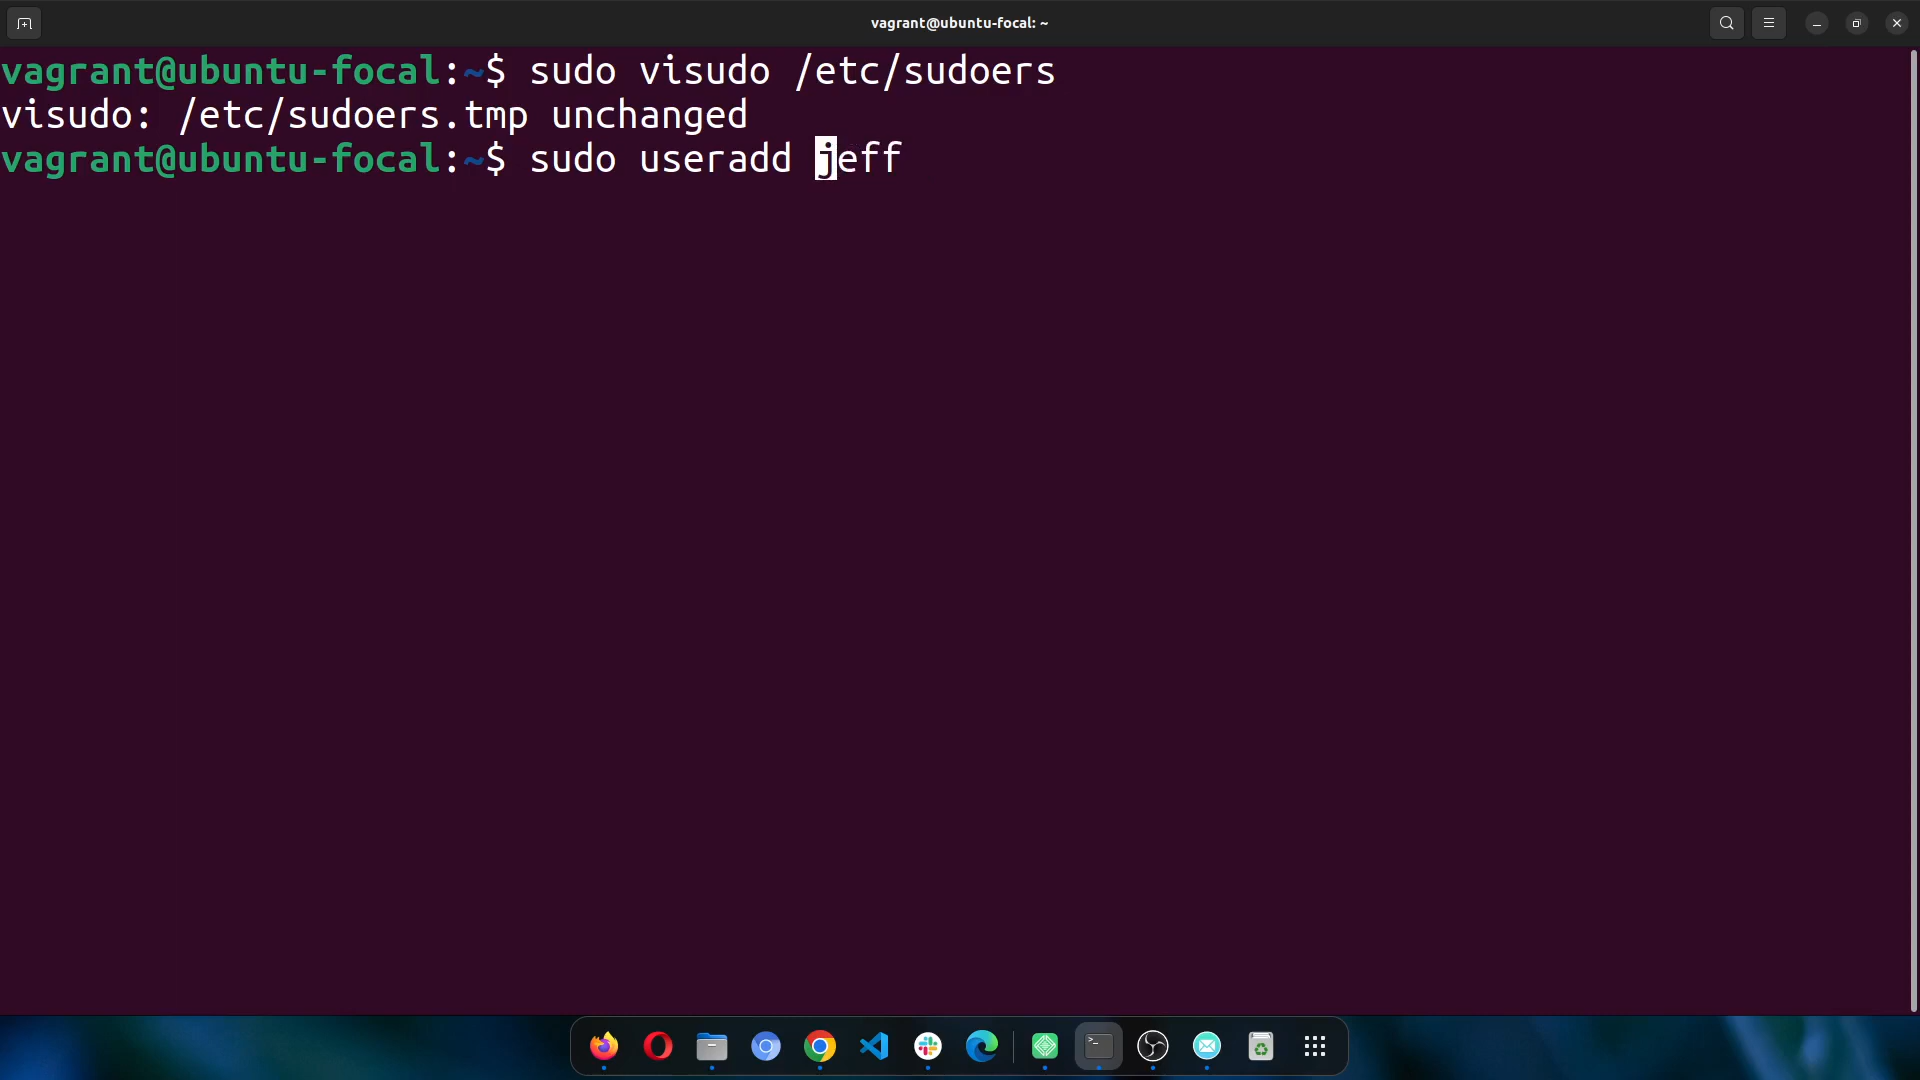 vagrant@ubuntu-focal: ~
vagrant@ubuntu-focal:~$ sudo visudo /etc/sudoers
visudo: /etc/sudoers.tmp unchanged
vagrant@ubuntu-focal:~$ sudo useradd jeff